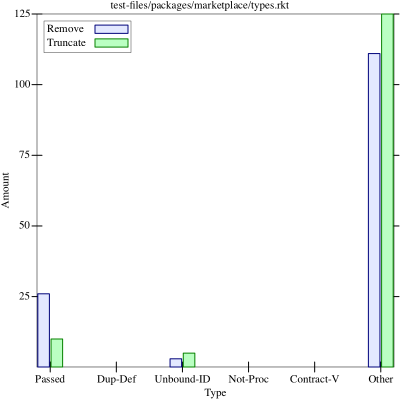 test-files/packages/marketplace/types.rkt
Remove
Truncate
125
100
75
50
25
Amount
Passed Dup-Def Unbound-ID Not-Proc Contract-V Other
Type